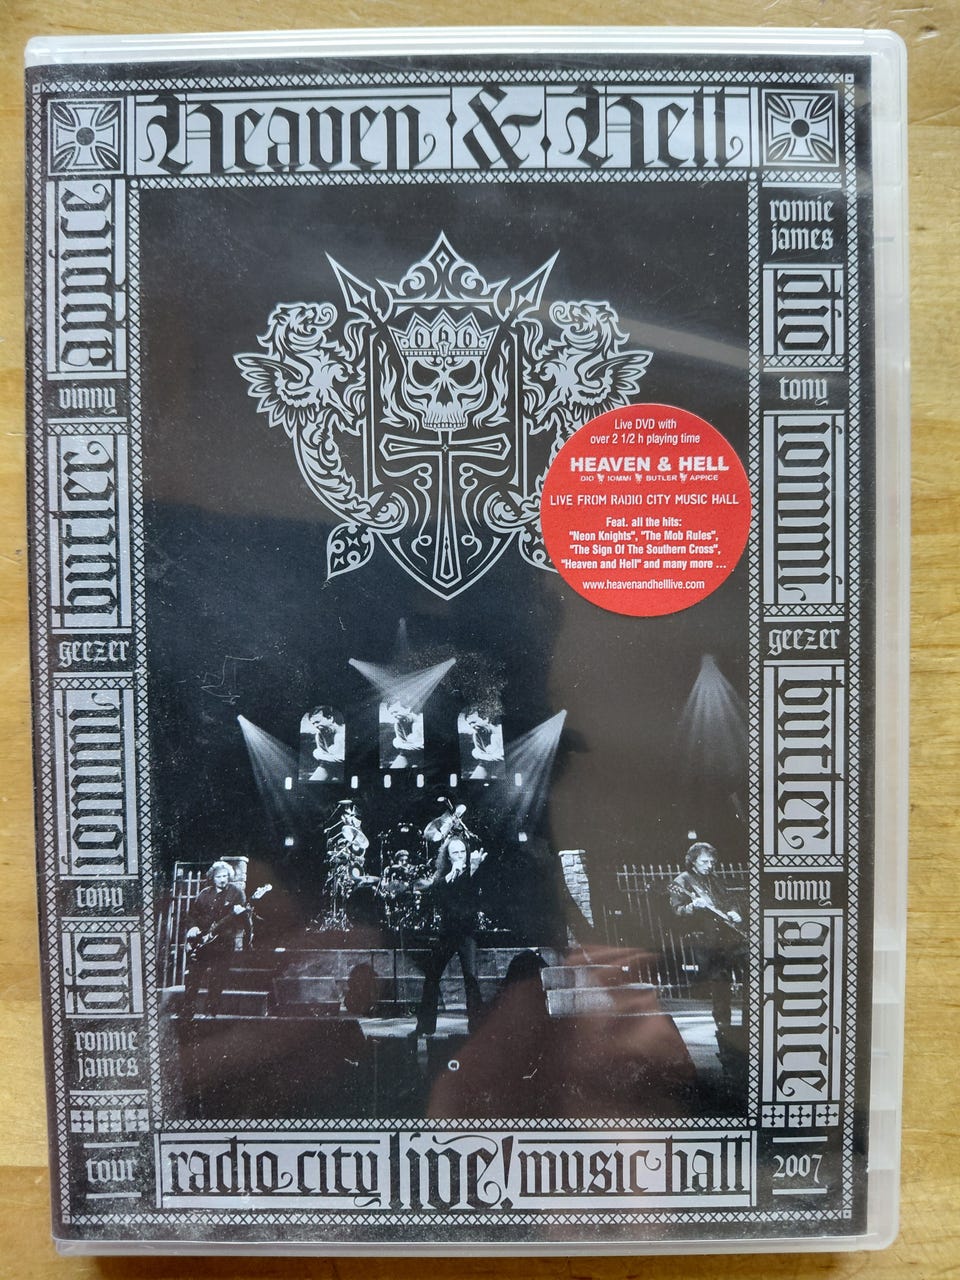 Heaven & Hell
appice
vinny
butler
geezer
iommi
tony
dio
ronnie
james
tour
ronnie
james
dio
tony
iommi
geezer
butler
vinny
appice
2007
666
Live DVD with
over 2 1/2 h playing time
HEAVEN & HELL
DIO IOMMI BUTLER APPICE
LIVE FROM RADIO CITY MUSIC HALL
Feat. all the hits:
"Neon Knights", "The Mob Rules",
"The Sign Of The Southern Cross",
"Heaven and Hell" and many more ...
www.heavenandhelllive.com
radio city live! music hall